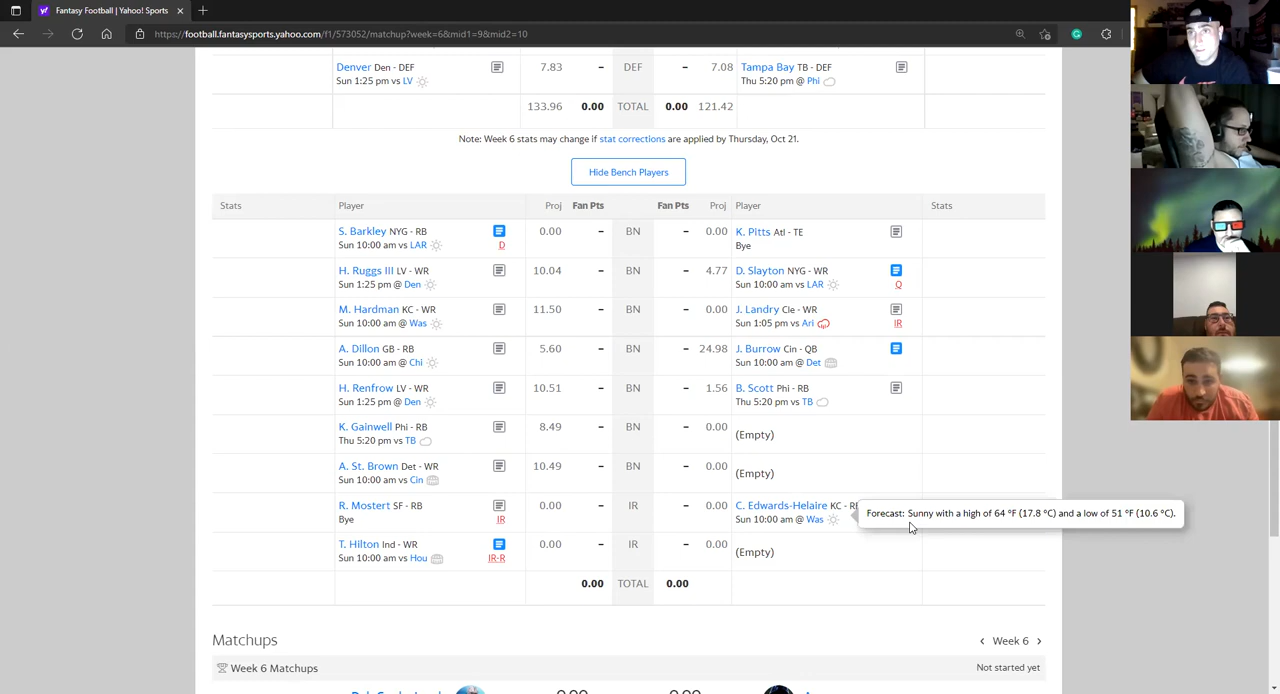 Fantasy Football | Yahoo! Sports
https://football.fantasysports.yahoo.com/f1/573052/matchup?week=6&mid1=9&mid2=10
Denver Den - DEF 7.83 – DEF – 7.08 Tampa Bay TB - DEF
Sun 1:25 pm vs LV Thu 5:20 pm @ Phi
133.96 0.00 TOTAL 0.00 121.42
Note: Week 6 stats may change if stat corrections are applied by Thursday, Oct 21.
Hide Bench Players
Stats Player Proj Fan Pts Fan Pts Proj Player Stats
S. Barkley NYG - RB 0.00 – BN – 0.00 K. Pitts Atl - TE
Sun 10:00 am vs LAR D Bye
H. Ruggs III LV - WR 10.04 – BN – 4.77 D. Slayton NYG - WR
Sun 1:25 pm @ Den Sun 10:00 am vs LAR Q
M. Hardman KC - WR 11.50 – BN – 0.00 J. Landry Cle - WR
Sun 10:00 am @ Was Sun 1:05 pm vs Ari IR
A. Dillon GB - RB 5.60 – BN – 24.98 J. Burrow Cin - QB
Sun 10:00 am @ Chi Sun 10:00 am @ Det
H. Renfrow LV - WR 10.51 – BN – 1.56 B. Scott Phi - RB
Sun 1:25 pm @ Den Thu 5:20 pm vs TB
K. Gainwell Phi - RB 8.49 – BN – 0.00 (Empty)
Thu 5:20 pm vs TB
A. St. Brown Det - WR 10.49 – BN – 0.00 (Empty)
Sun 10:00 am vs Cin
R. Mostert SF - RB 0.00 – IR – 0.00 C. Edwards-Helaire KC - RB
Bye IR Sun 10:00 am @ Was
Forecast: Sunny with a high of 64 °F (17.8 °C) and a low of 51 °F (10.6 °C).
T. Hilton Ind - WR 0.00 – IR – 0.00 (Empty)
Sun 10:00 am vs Hou IR-R
0.00 TOTAL 0.00
Matchups Week 6
Week 6 Matchups Not started yet